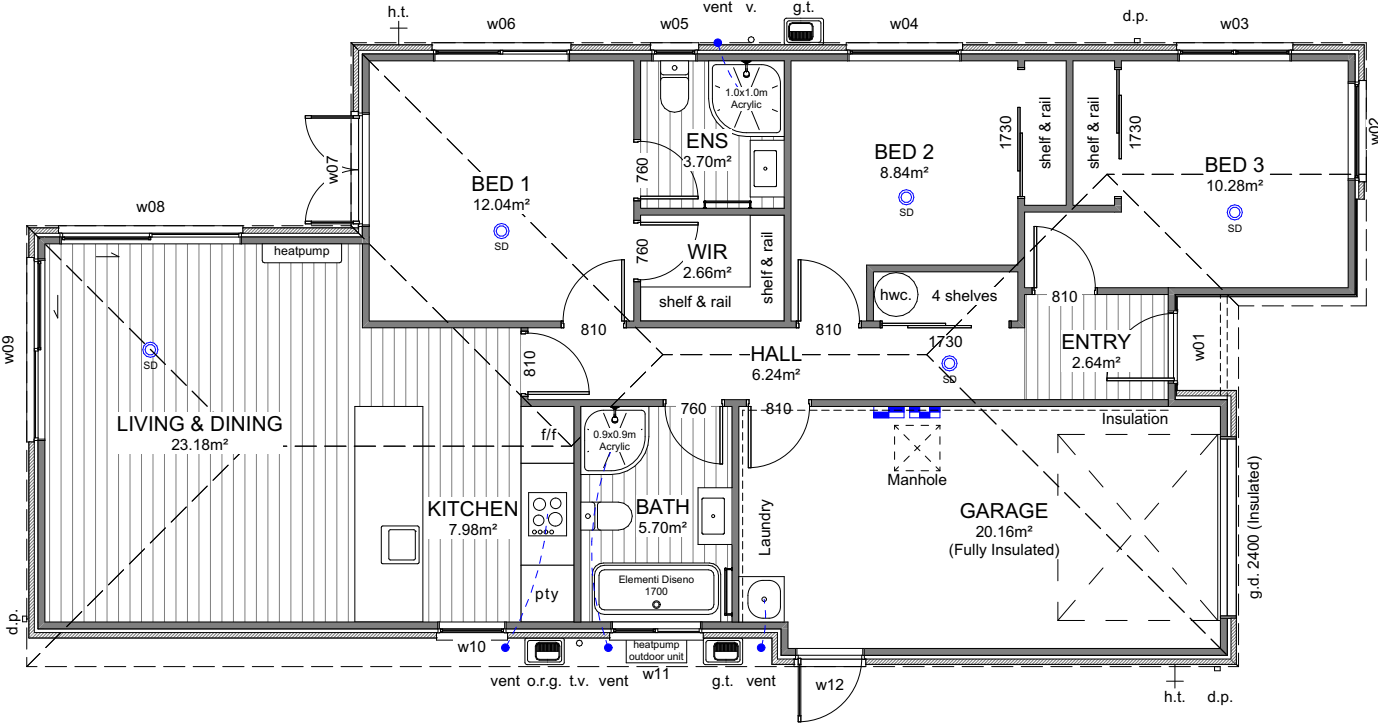 h.t.
w06
w05
vent
v.
g.t.
w04
d.p.
w03
1.0x1.0m
Acrylic
ENS
3.70m²
760
BED 1
12.04m²
SD
w07
w08
heatpump
760
WIR
2.66m²
shelf & rail
shelf & rail
BED 2
8.84m²
SD
1730
shelf & rail
shelf & rail
1730
BED 3
10.28m²
SD
w02
hwc.
4 shelves
810
810
810
810
1730
HALL
6.24m²
SD
ENTRY
2.64m²
w01
w09
SD
LIVING & DINING
23.18m²
f/f
0.9x0.9m
Acrylic
760
810
Insulation
Manhole
KITCHEN
7.98m²
BATH
5.70m²
Laundry
GARAGE
20.16m²
(Fully Insulated)
g.d. 2400 (Insulated)
pty
Elementi Diseno
1700
d.p.
w10
heatpump
outdoor unit
w11
vent
o.r.g.
t.v.
vent
g.t.
vent
w12
h.t.
d.p.